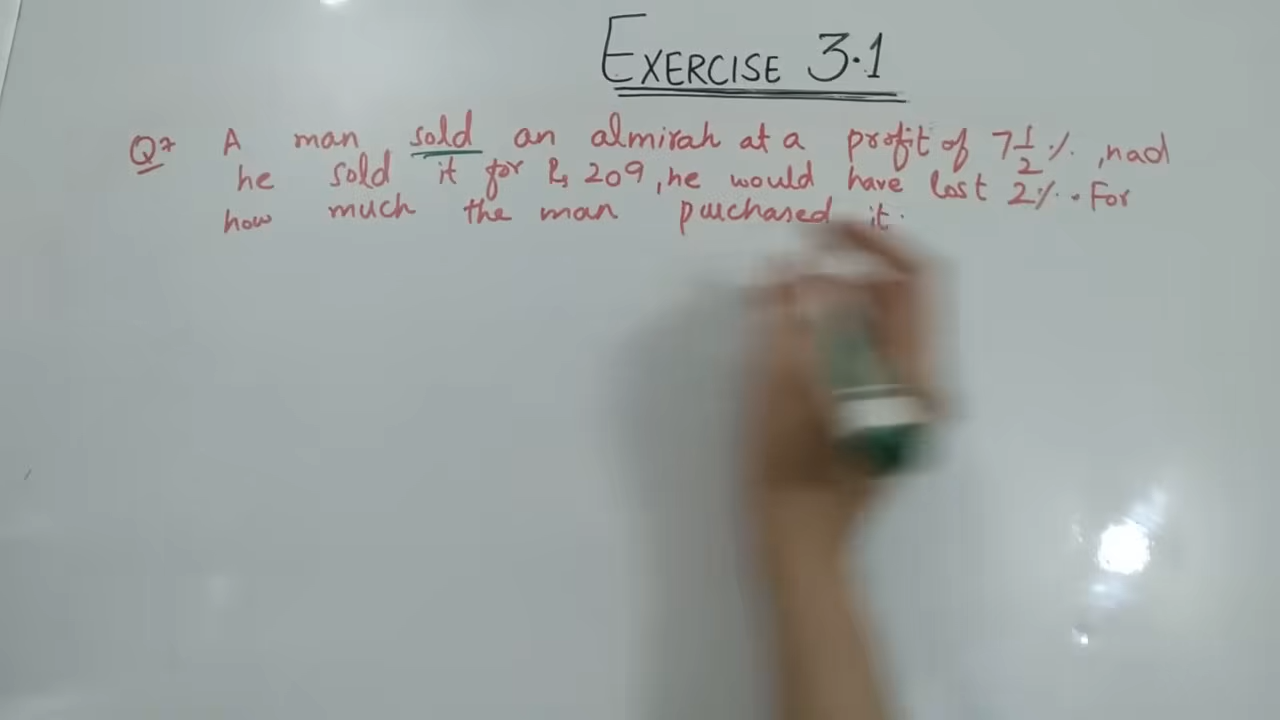 EXERCISE 3.1
Q7 A man sold an almirah at a profit of 7 1/2 %, had
he sold it for Rs 209, he would have lost 2%. For
how much the man purchased it.